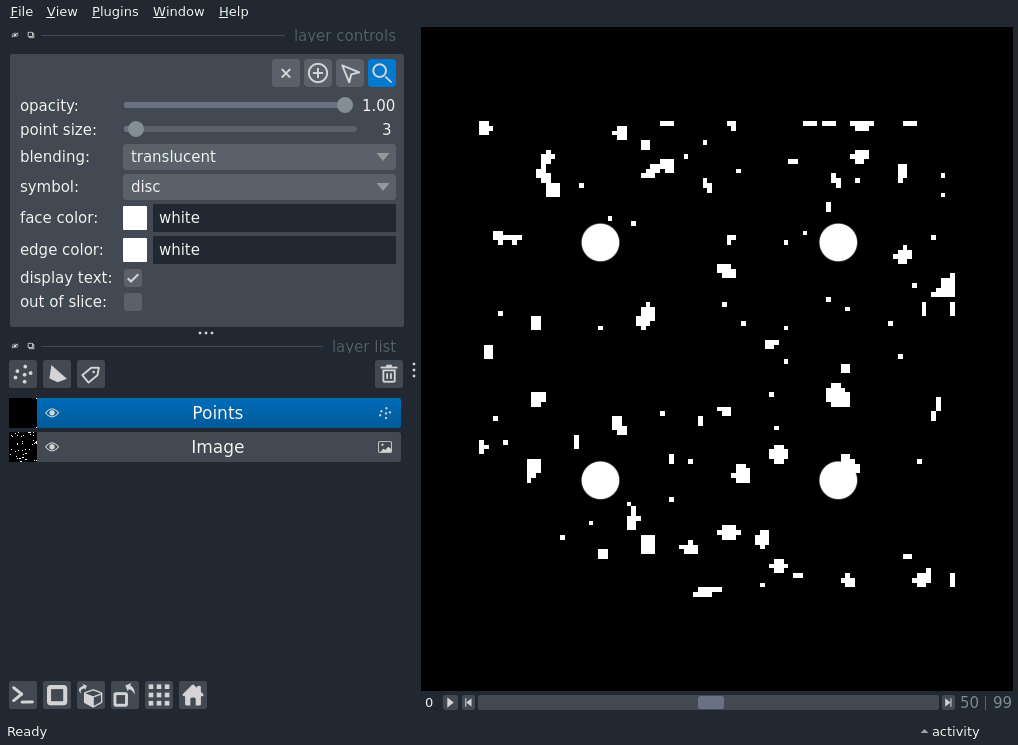 File View Plugins Window Help
layer controls
opacity: 1.00
point size: 3
blending: translucent
symbol: disc
face color: white
edge color: white
display text:
out of slice:
layer list
Points
Image
0 50 | 99
Ready activity